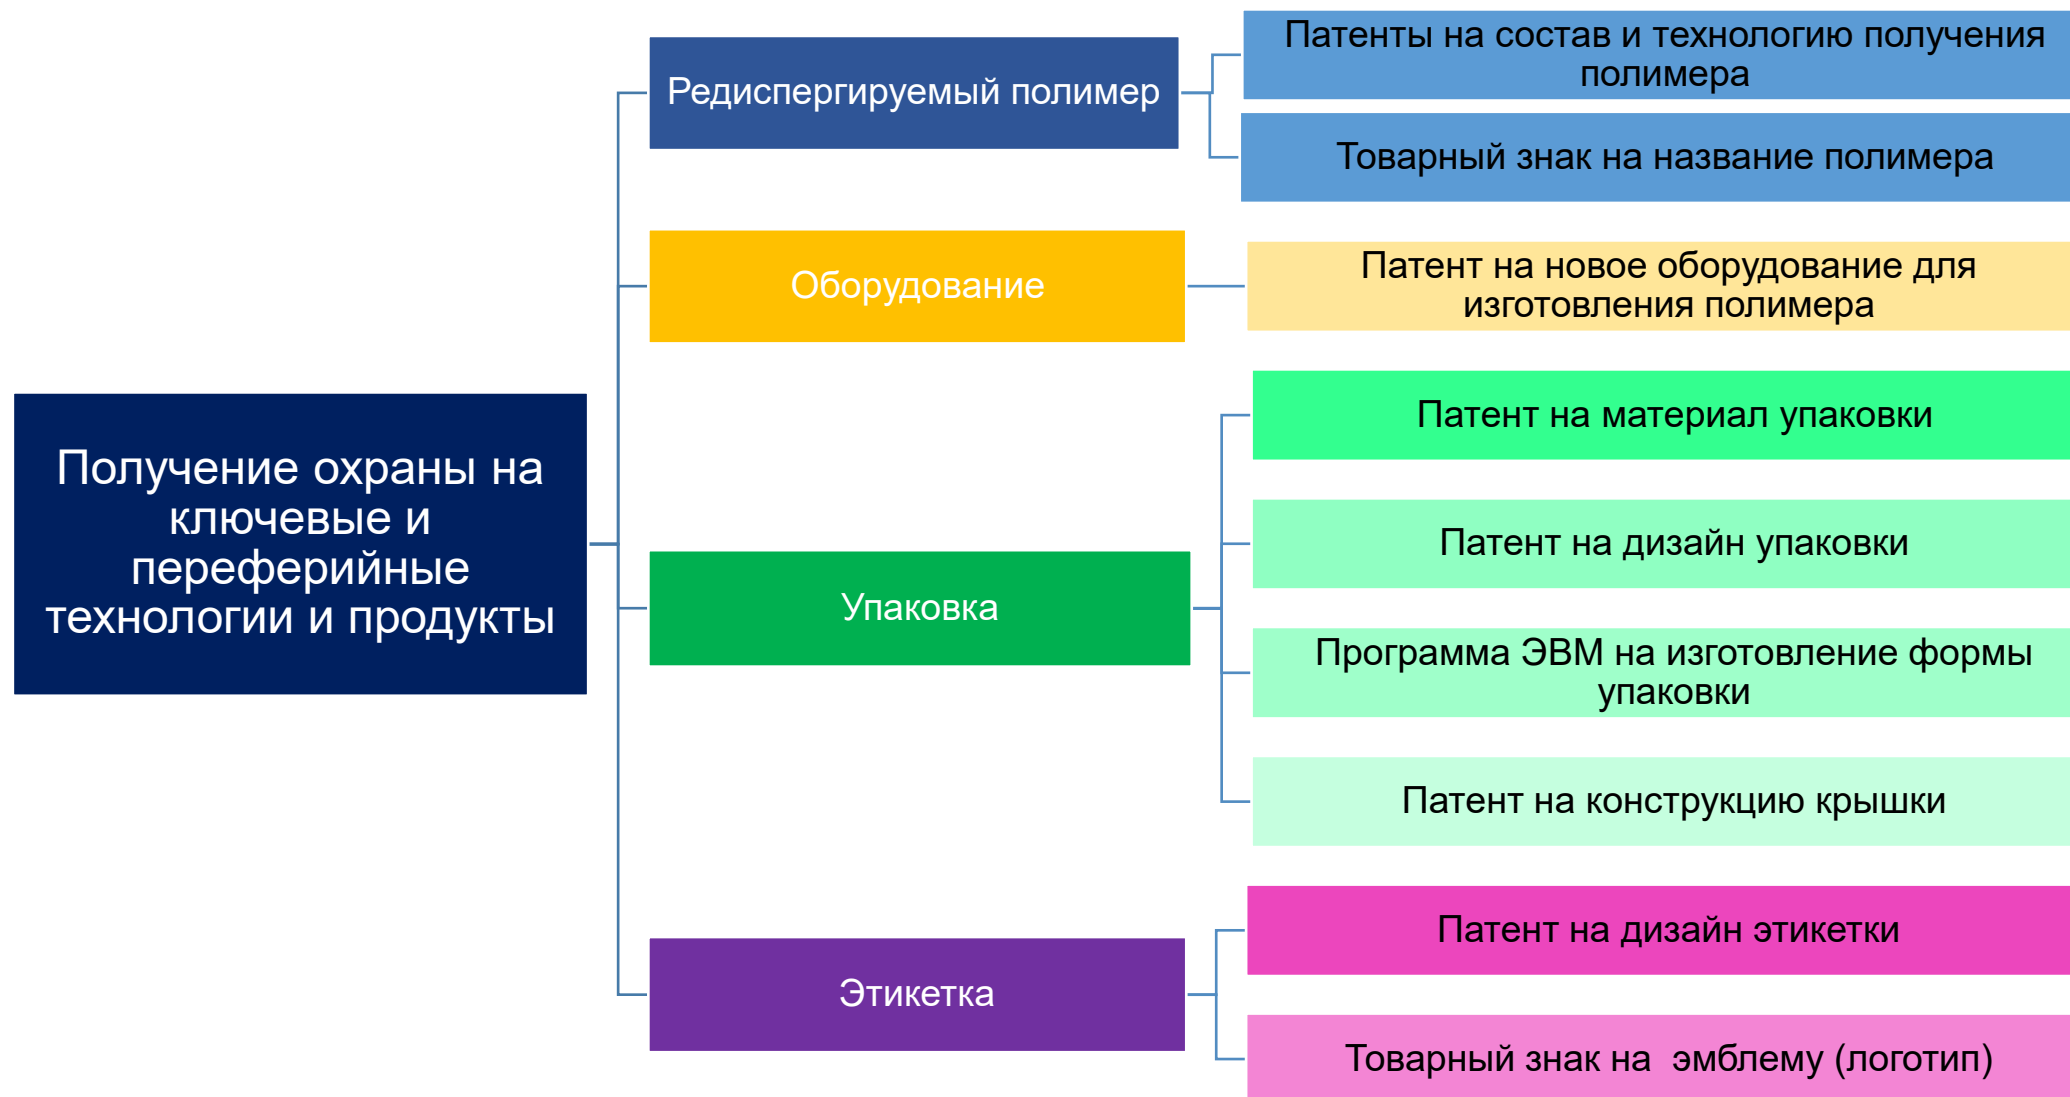 Получение охраны на
ключевые и
переферийные
технологии и продукты
Редиспергируемый полимер
Патенты на состав и технологию получения
полимера
Товарный знак на название полимера
Оборудование
Патент на новое оборудование для
изготовления полимера
Упаковка
Патент на материал упаковки
Патент на дизайн упаковки
Программа ЭВМ на изготовление формы
упаковки
Патент на конструкцию крышки
Этикетка
Патент на дизайн этикетки
Товарный знак на  эмблему (логотип)